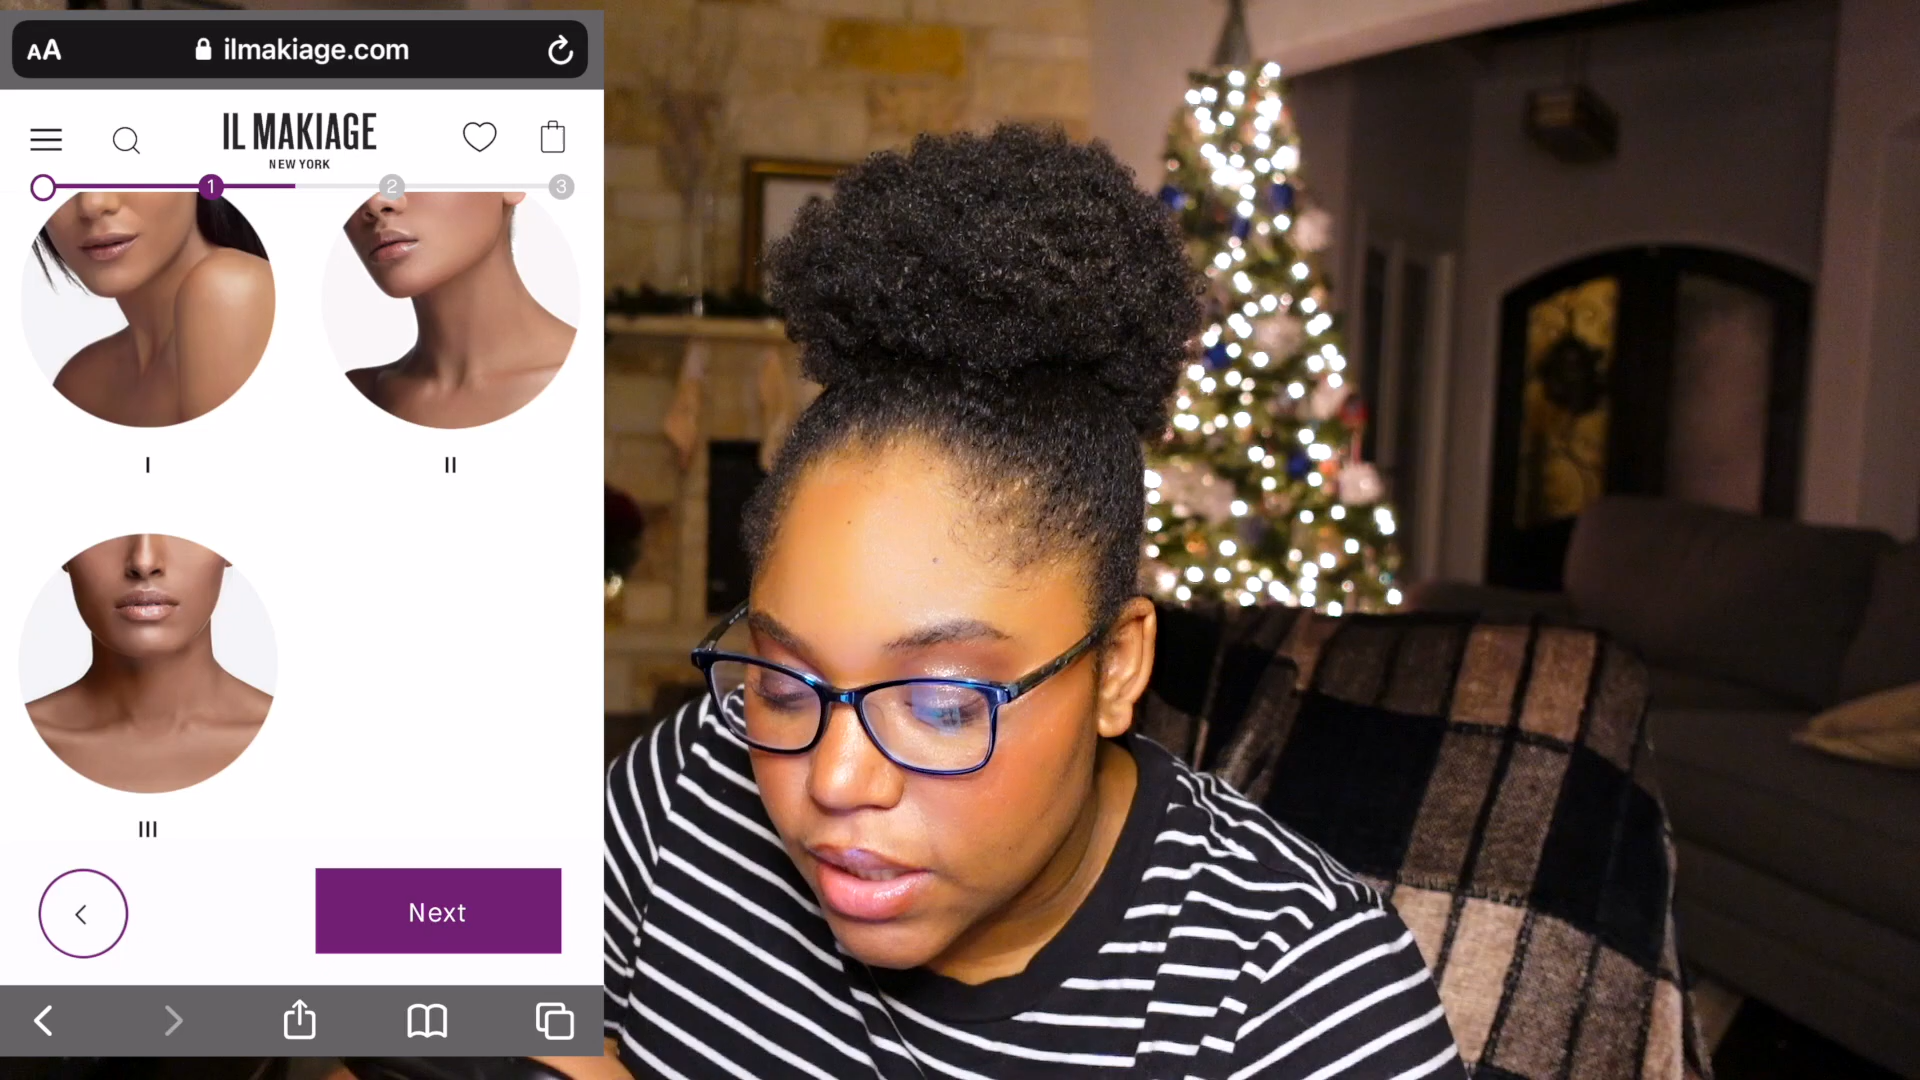 AA
ilmakiage.com
IL MAKIAGE
NEW YORK
1 2 3
I II
III
Next